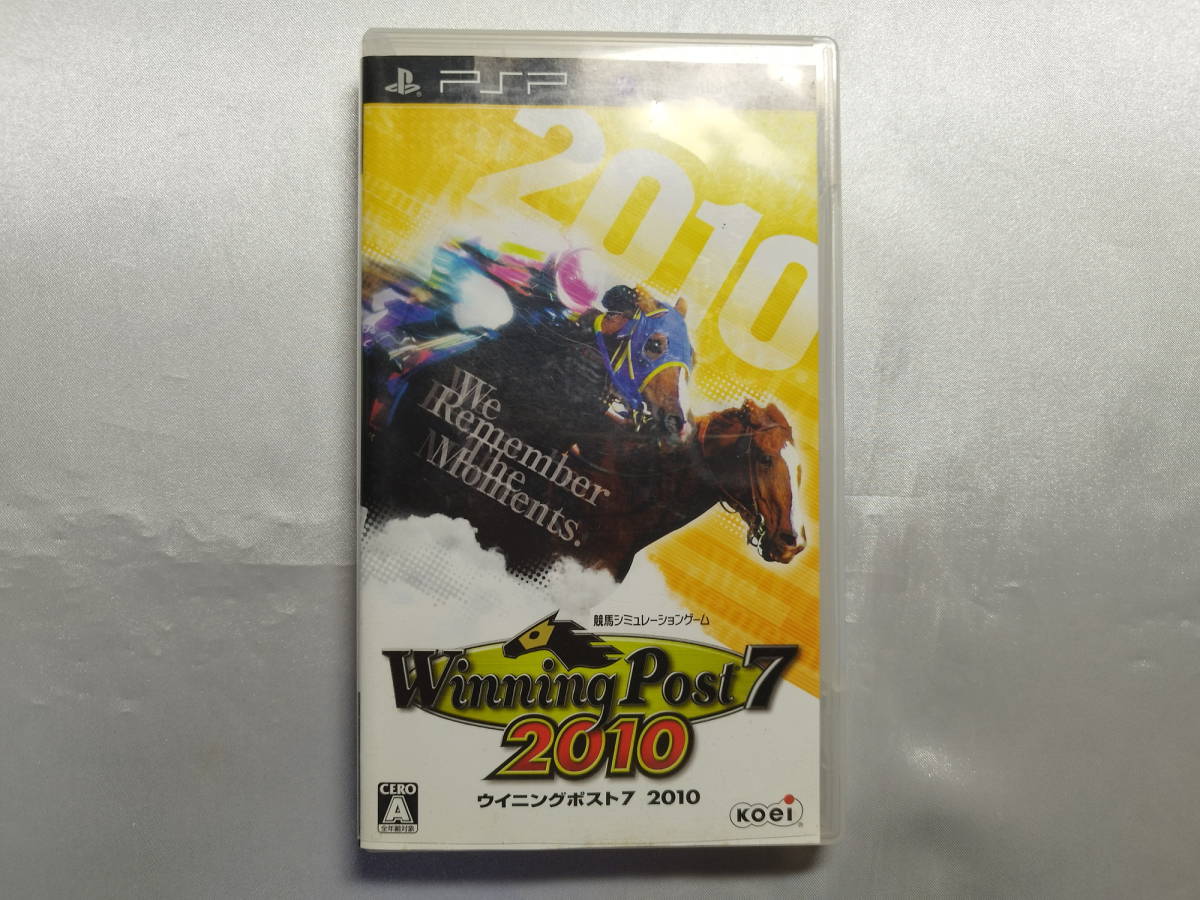 PSP
2010
We
Remember
The
Moments.
競馬シミュレーションゲーム
Winning Post 7
2010
ウイニングポスト7 2010
CERO
A
全年齢対象
KOEI